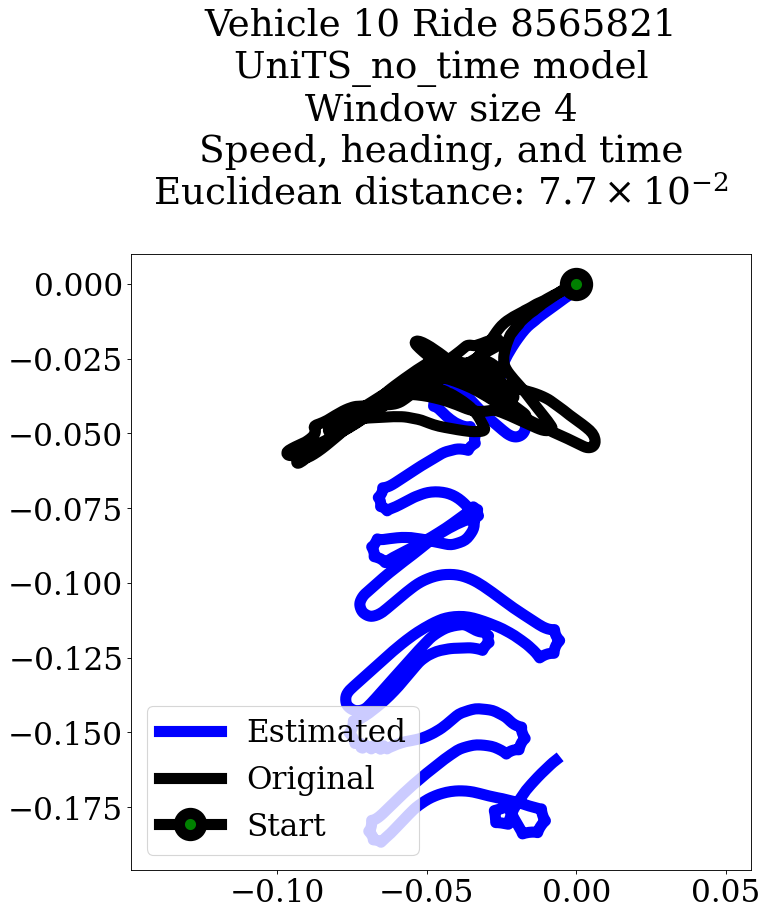 Vehicle 10 Ride 8565821
UniTS_no_time model
Window size 4
Speed, heading, and time
Euclidean distance: 7.7 × 10⁻²
0.000
−0.025
−0.050
−0.075
−0.100
−0.125
−0.150
−0.175
Estimated
Original
Start
−0.10
−0.05
0.00
0.05